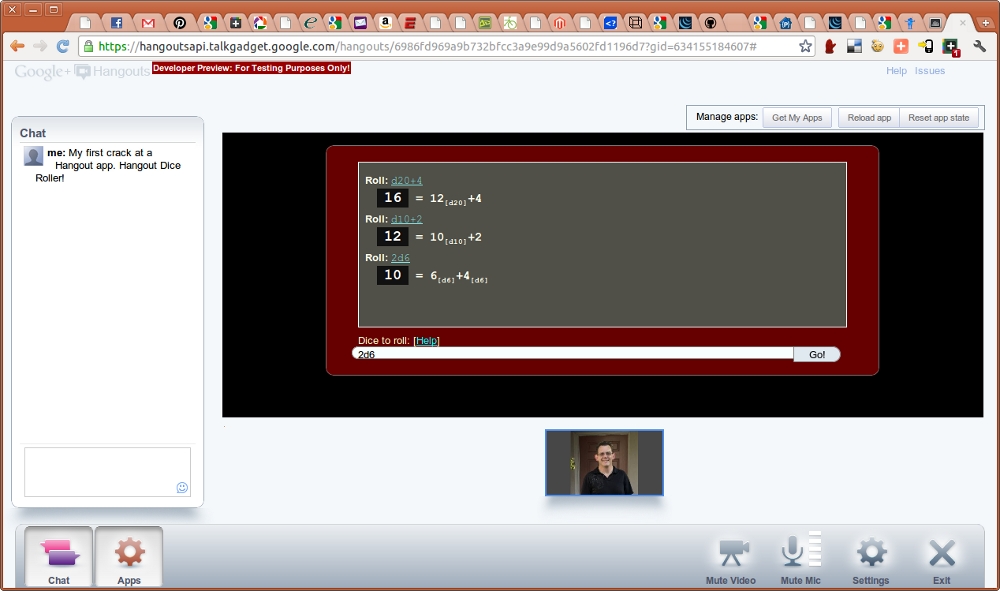 https://hangoutsapi.talkgadget.google.com/hangouts/6986fd969a9b732bfcc3a9e99d9a5602fd1196d7?gid=634155184607#
Google+ Hangouts Developer Preview: For Testing Purposes Only!
Help Issues
Manage apps: Get My Apps Reload app Reset app state
Chat
me: My first crack at a
Hangout app. Hangout Dice
Roller!
Roll: d20+4
16 = 12[d20]+4
Roll: d10+2
12 = 10[d10]+2
Roll: 2d6
10 = 6[d6]+4[d6]
Dice to roll: [Help]
2d6 Go!
Chat Apps Mute Video Mute Mic Settings Exit